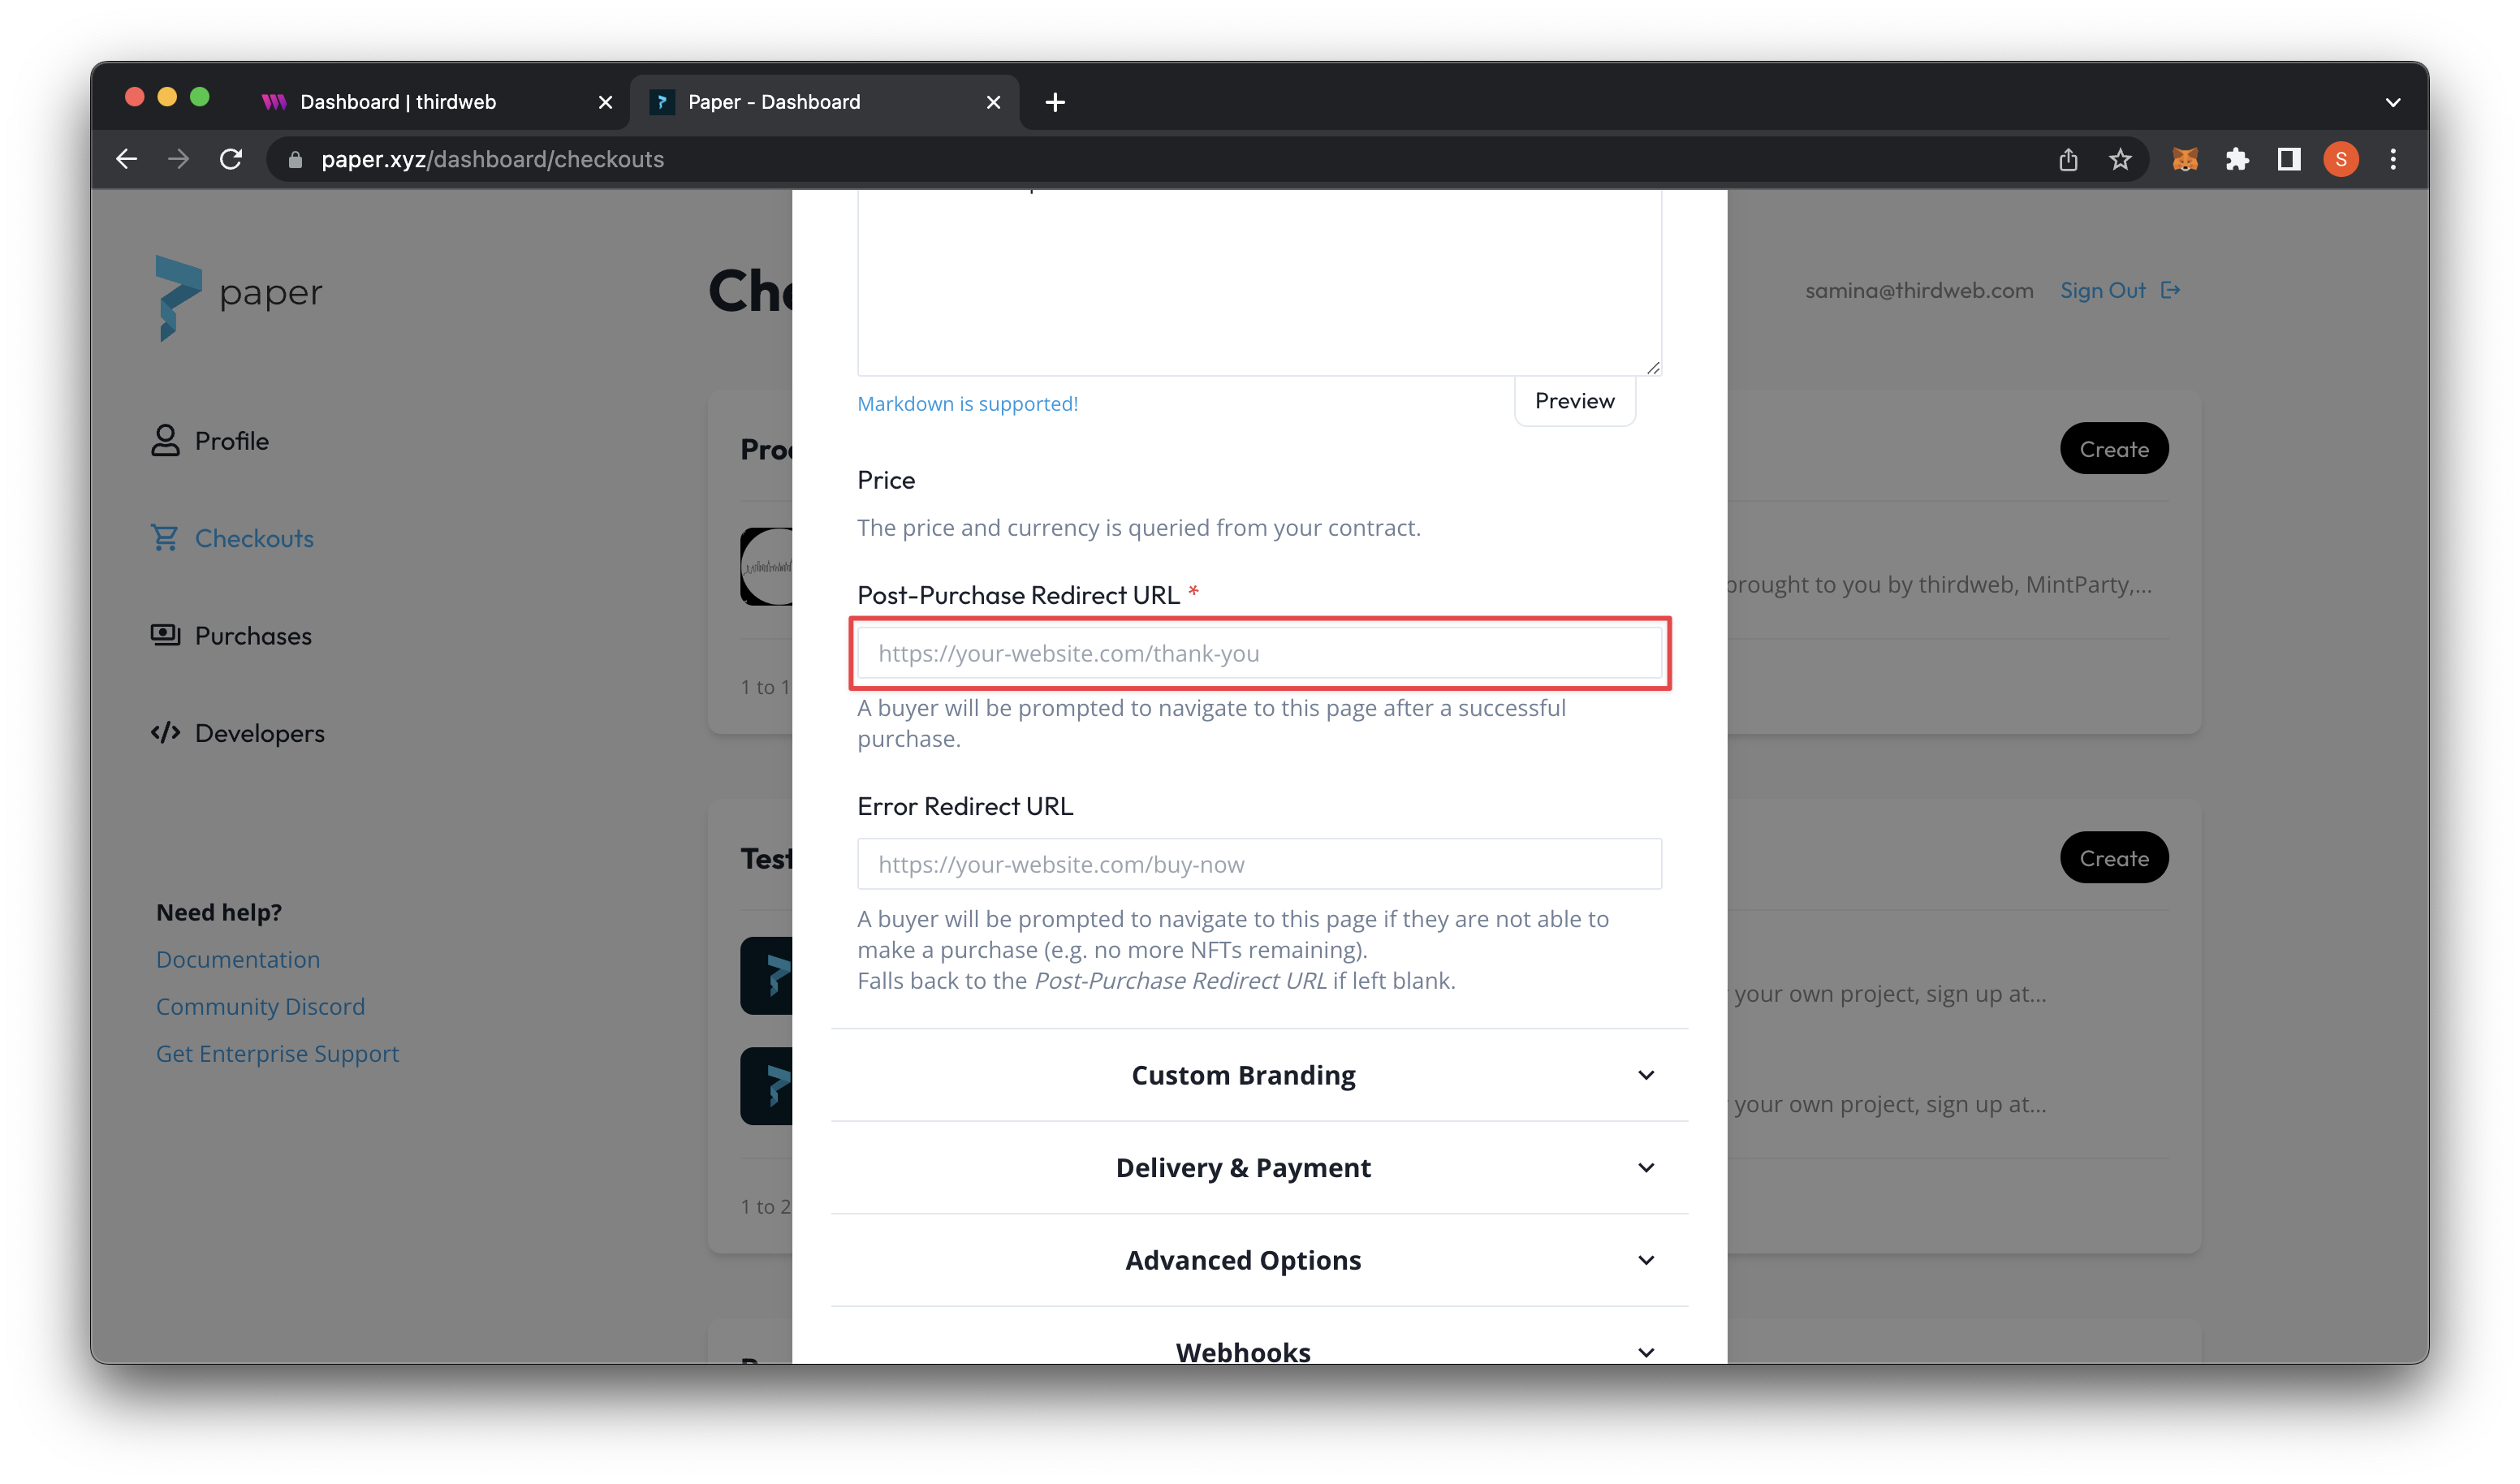 Dashboard | thirdweb
Paper - Dashboard
paper.xyz/dashboard/checkouts
S
paper
samina@thirdweb.com
Sign Out
Profile
Checkouts
Purchases
Developers
Need help?
Documentation
Community Discord
Get Enterprise Support
Create
brought to you by thirdweb, MintParty,...
1 to 1
Test
Create
your own project, sign up at...
your own project, sign up at...
1 to 2
Markdown is supported!
Preview
Price
The price and currency is queried from your contract.
Post-Purchase Redirect URL *
https://your-website.com/thank-you
A buyer will be prompted to navigate to this page after a successful
purchase.
Error Redirect URL
https://your-website.com/buy-now
A buyer will be prompted to navigate to this page if they are not able to
make a purchase (e.g. no more NFTs remaining).
Falls back to the Post-Purchase Redirect URL if left blank.
Custom Branding
Delivery & Payment
Advanced Options
Webhooks